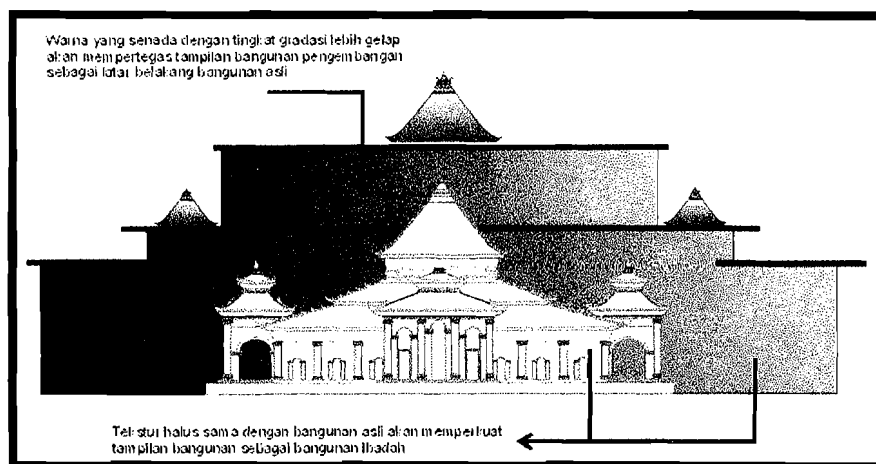 Warna yang senada dengan tingkat gradasi lebih gelap
akan mempertegas tampilan bangunan pengembangan
sebagai latar belakang bangunan asli
Tekstur halus sama dengan bangunan asli akan memperkuat
tampilan bangunan sebagai bangunan ibadah